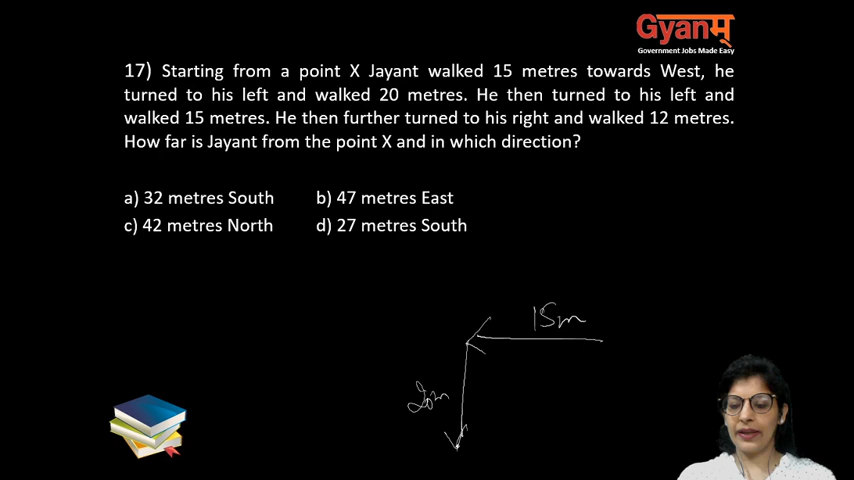 Gyanम्
Government Jobs Made Easy
17) Starting from a point X Jayant walked 15 metres towards West, he
turned to his left and walked 20 metres. He then turned to his left and
walked 15 metres. He then further turned to his right and walked 12 metres.
How far is Jayant from the point X and in which direction?
a) 32 metres South b) 47 metres East
c) 42 metres North d) 27 metres South
15m
20m